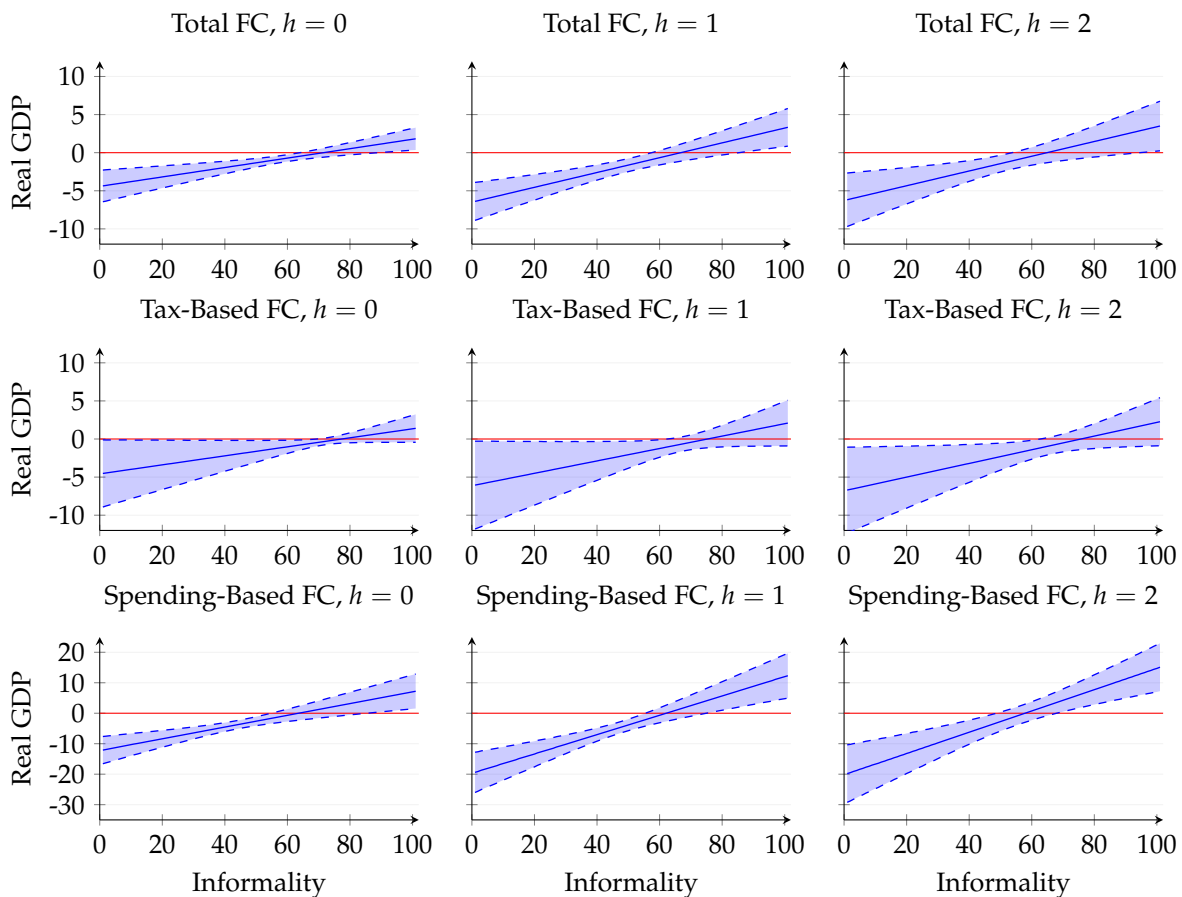 Total FC, h = 0
Total FC, h = 1
Total FC, h = 2
Real GDP
10
5
0
-5
-10
0 20 40 60 80 100
0 20 40 60 80 100
0 20 40 60 80 100
Tax-Based FC, h = 0
Tax-Based FC, h = 1
Tax-Based FC, h = 2
Real GDP
10
5
0
-5
-10
0 20 40 60 80 100
0 20 40 60 80 100
0 20 40 60 80 100
Spending-Based FC, h = 0
Spending-Based FC, h = 1
Spending-Based FC, h = 2
Real GDP
20
10
0
-10
-20
-30
0 20 40 60 80 100
0 20 40 60 80 100
0 20 40 60 80 100
Informality
Informality
Informality